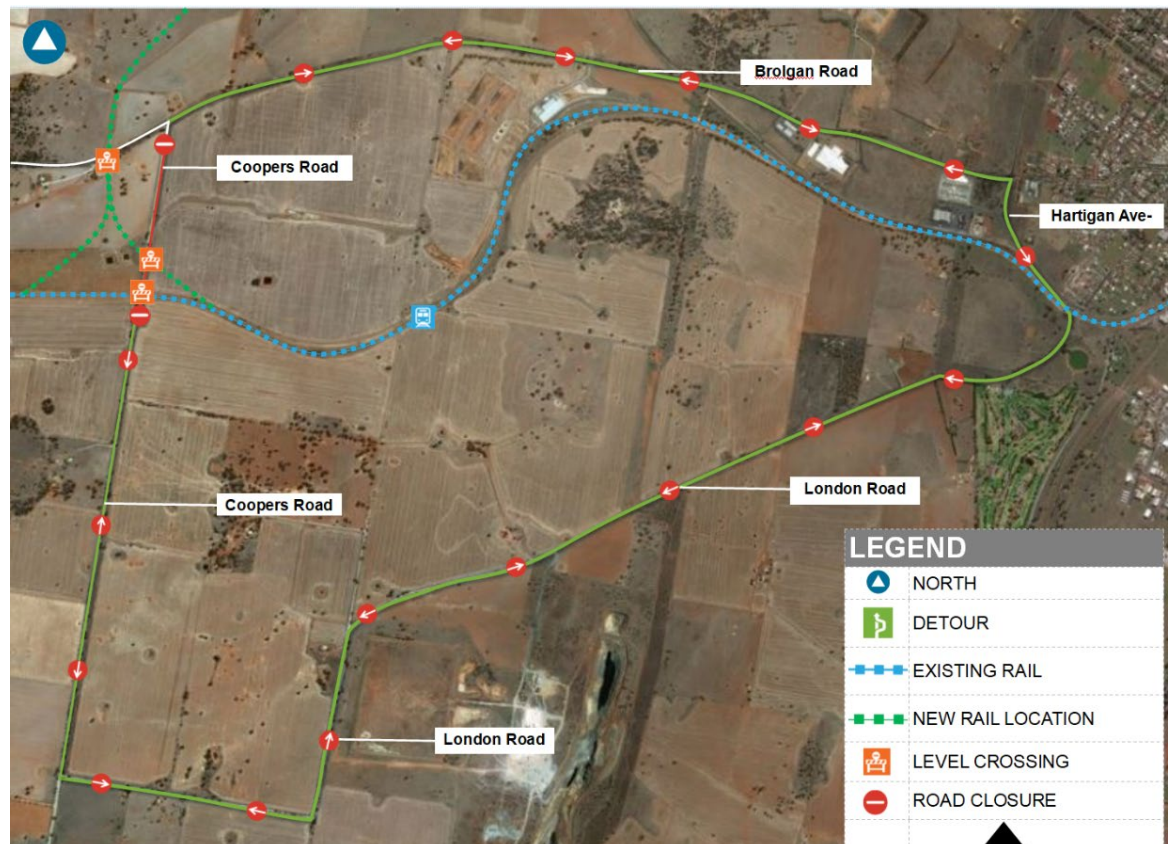 Brolgan Road
Coopers Road
Hartigan Ave-
Coopers Road
London Road
London Road
LEGEND
NORTH
DETOUR
EXISTING RAIL
NEW RAIL LOCATION
LEVEL CROSSING
ROAD CLOSURE